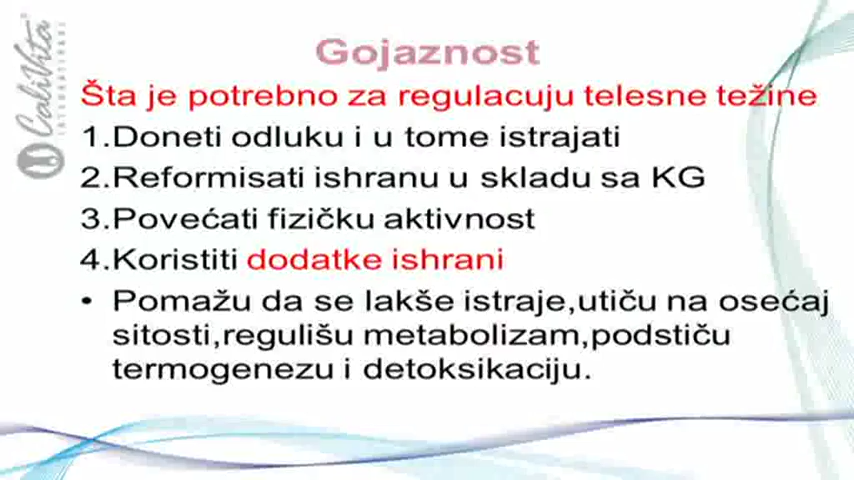 CaliVita
INTERNATIONAL
Gojaznost
Šta je potrebno za regulacuju telesne težine
1.Doneti odluku i u tome istrajati
2.Reformisati ishranu u skladu sa KG
3.Povećati fizičku aktivnost
4.Koristiti dodatke ishrani
• Pomažu da se lakše istraje,utiču na osećaj
sitosti,regulišu metabolizam,podstiču
termogenezu i detoksikaciju.